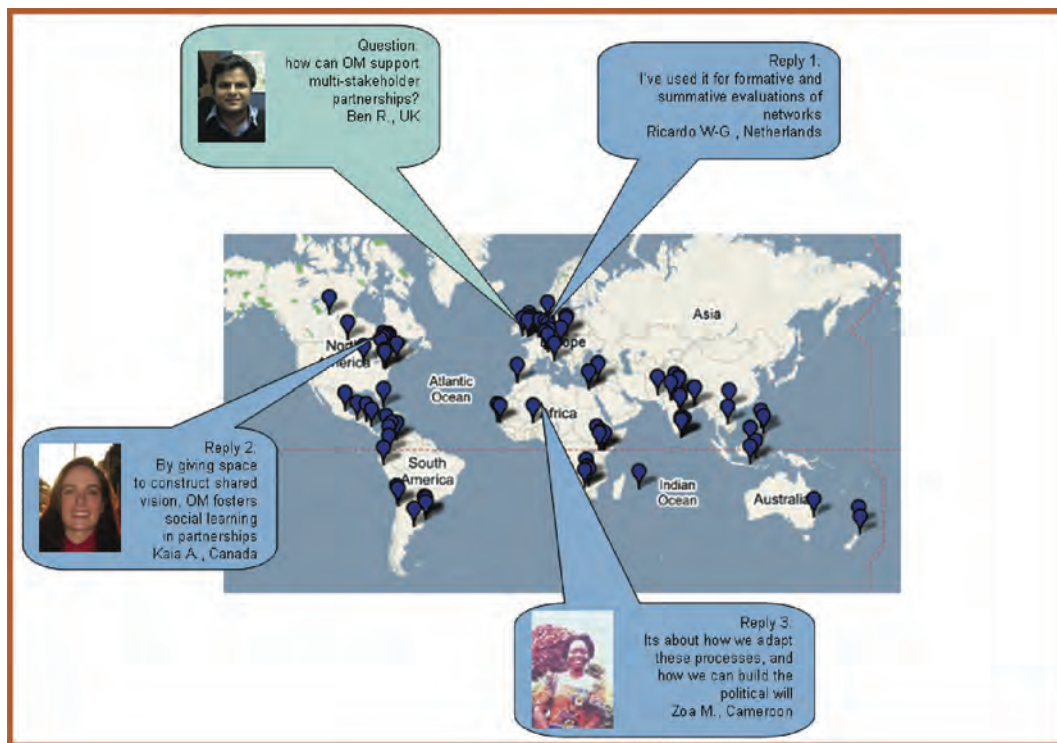 Question:
how can OM support
multi-stakeholder
partnerships?
Ben R., UK
Reply 1:
I've used it for formative and
summative evaluations of
networks
Ricardo W-G , Netherlands
Asia
Europe
North
America
Atlantic
Ocean
Africa
Reply 2:
By giving space
to construct shared
vision, OM fosters
social learning
in partnerships
Kaia A., Canada
South
America
Indian
Ocean
Australia
Reply 3:
Its about how we adapt
these processes, and
how we can build the
political will
Zoa M., Cameroon